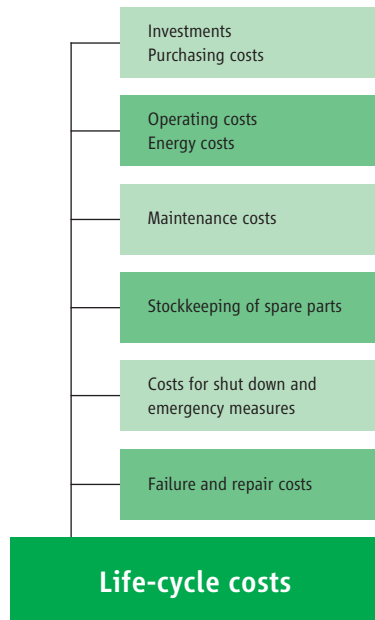 Investments
Purchasing costs
Operating costs
Energy costs
Maintenance costs
Stockkeeping of spare parts
Costs for shut down and
emergency measures
Failure and repair costs
Life-cycle costs